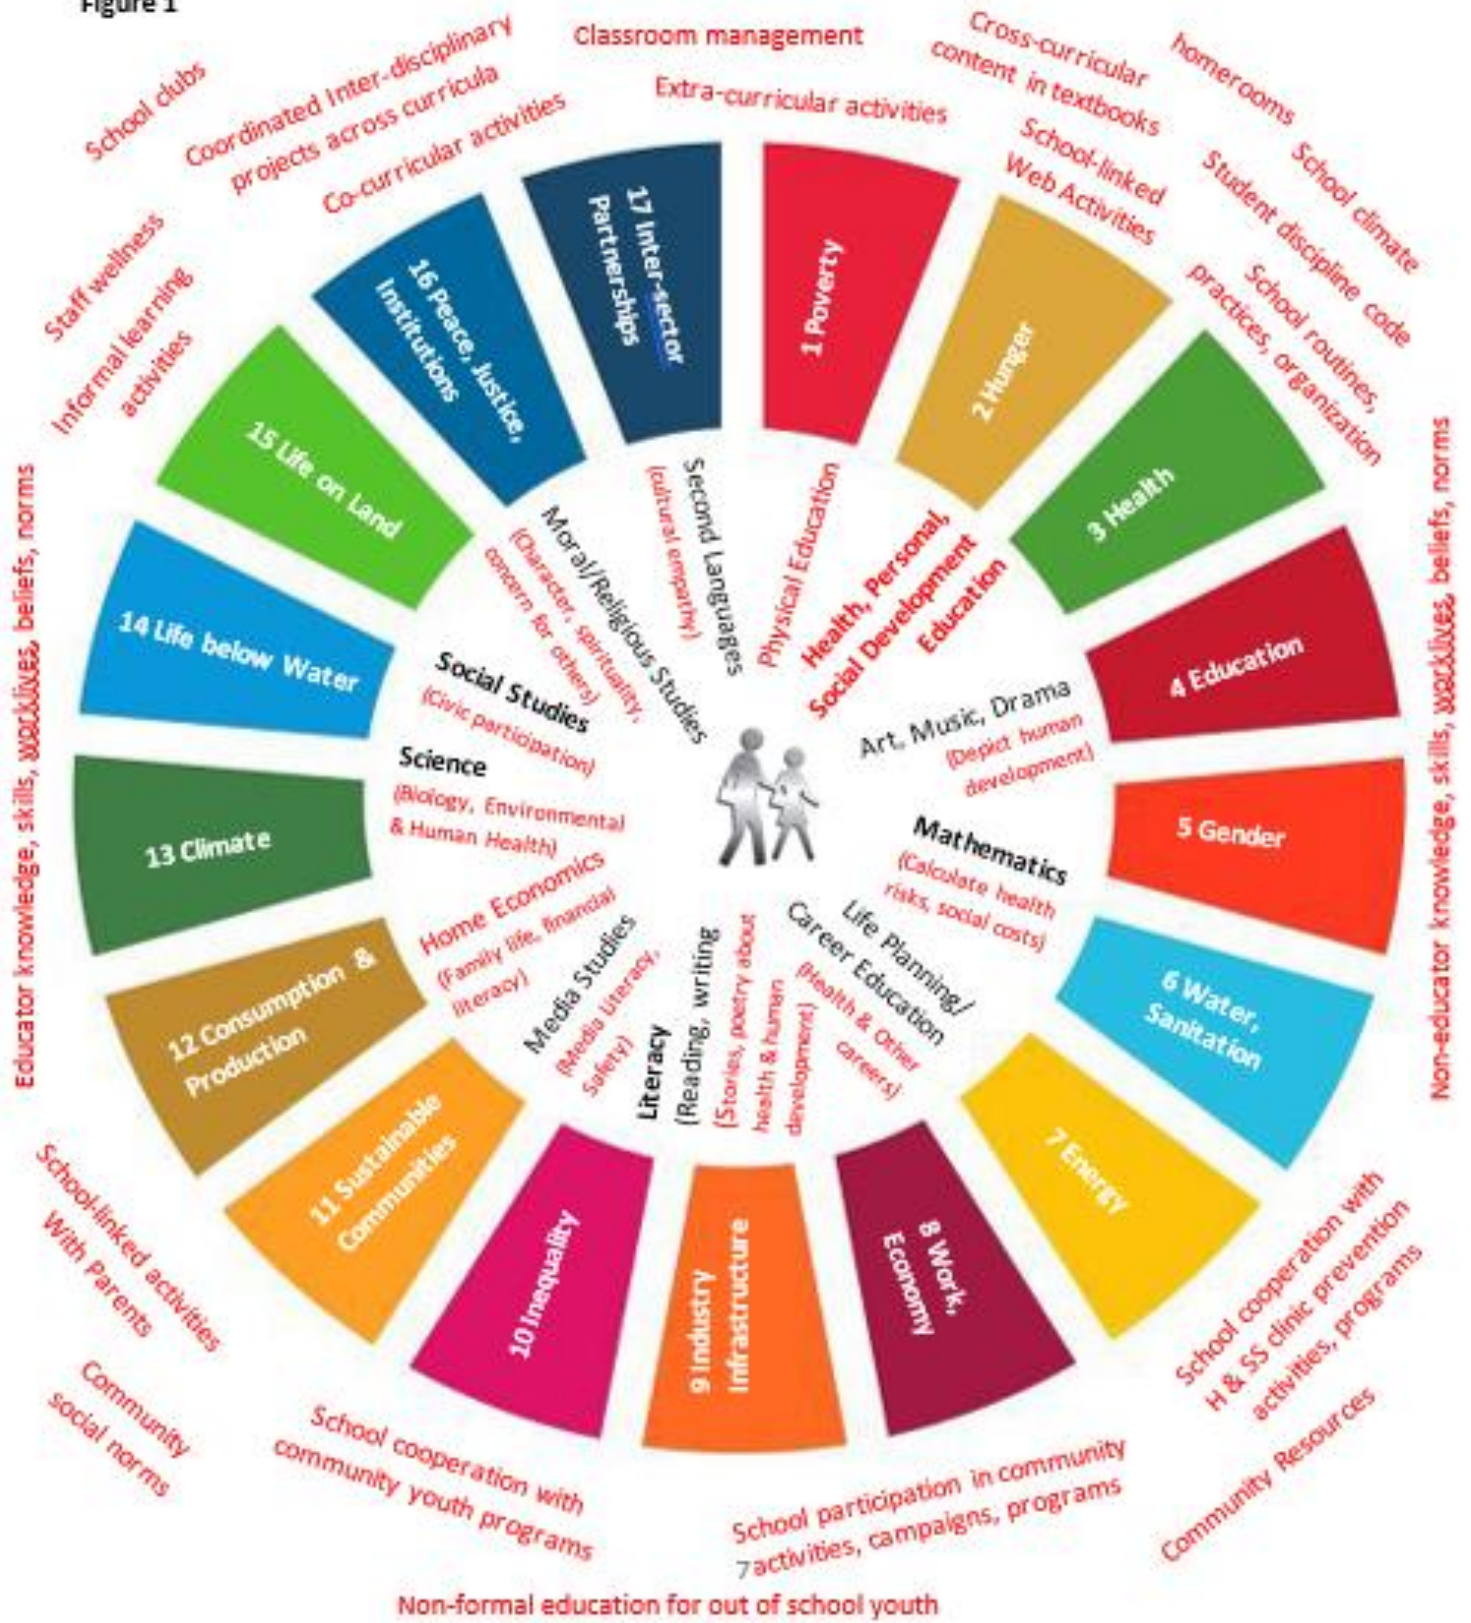 Figure 1
Classroom management
Extra-curricular activities
Cross-curricular
content in textbooks
homerooms
School-linked
Web Activities
School climate
Student discipline code
School routines,
practices, organization
School clubs
Coordinated Inter-disciplinary
projects across curricula
Co-curricular activities
Staff wellness
Informal learning
activities
Educator knowledge, skills, worklives, beliefs, norms
Non-educator knowledge, skills, worklives, beliefs, norms
1 Poverty
2 Hunger
3 Health
4 Education
5 Gender
6 Water,
Sanitation
7 Energy
8 Work,
Economy
9 Industry
Infrastructure
10 Inequality
11 Sustainable
Communities
12 Consumption &
Production
13 Climate
14 Life below Water
15 Life on Land
16 Peace, Justice,
Institutions
17 Inter-sector
Partnerships
Physical Education
Health, Personal,
Social Development
Education
Art, Music, Drama
(Depict human
development)
Mathematics
(Calculate health
risks, social costs)
Life Planning/
Career Education
(Health & Other
careers)
Literacy
(Reading, writing
(Stories, poetry about
health & human
development)
Media Studies
(Media Literacy,
Safety)
Home Economics
(Family life, financial
literacy)
Science
(Biology, Environmental
& Human Health)
Social Studies
(Civic participation)
Moral/Religious Studies
(Character, spirituality,
concern for others)
Second Languages
(cultural empathy)
School-linked activities
With Parents
Community
social norms
School cooperation with
community youth programs
School participation in community
7activities, campaigns, programs
School cooperation with
H & SS clinic prevention
activities, programs
Community Resources
Non-formal education for out of school youth